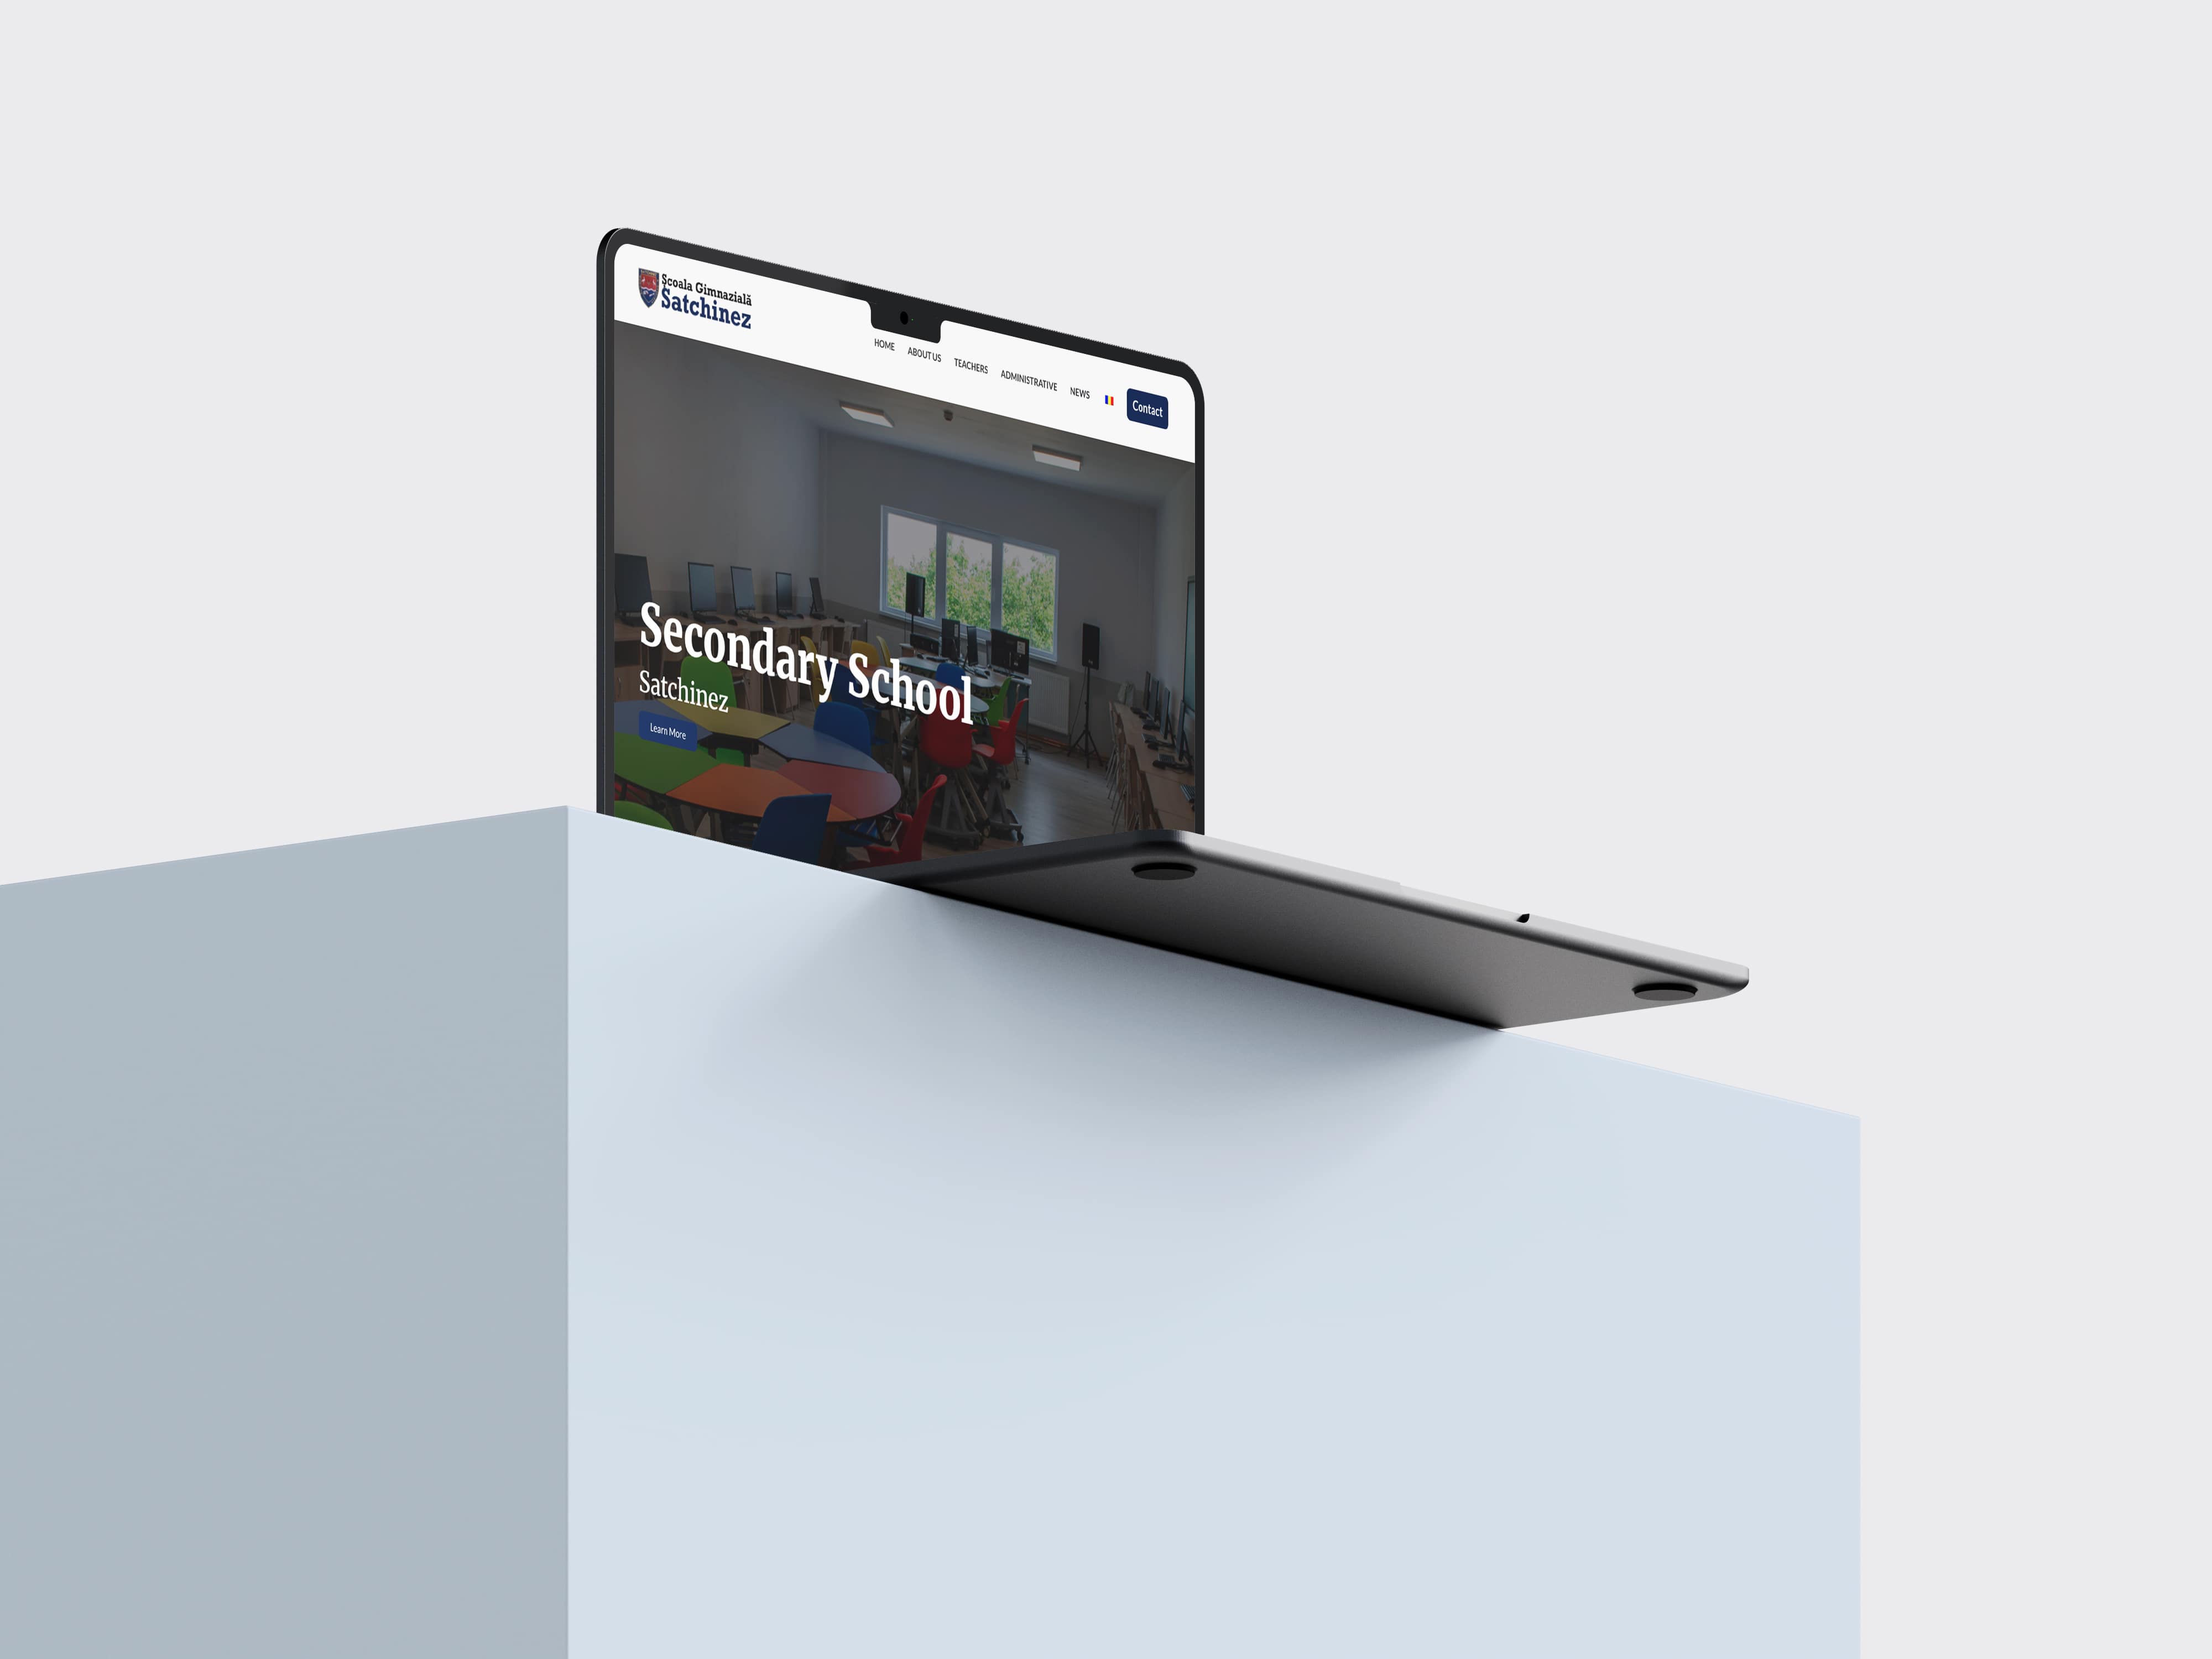 Școala Gimnazială
Satchinez
HOME
ABOUT US
TEACHERS
ADMINISTRATIVE
NEWS
Contact
Secondary School
Satchinez
Learn More